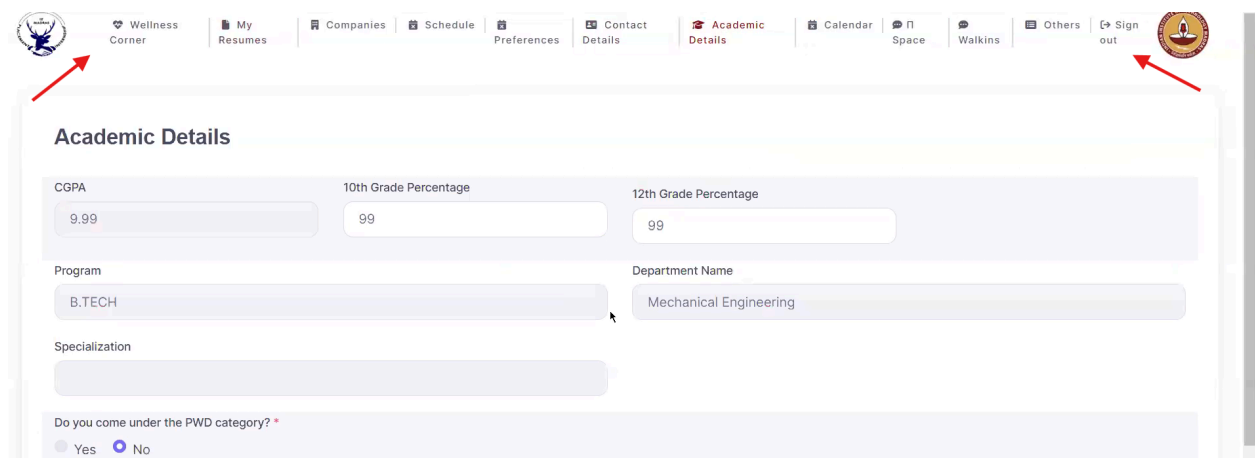 Wellness Corner
My Resumes
Companies
Schedule
Preferences
Contact Details
Academic Details
Calendar
Π Space
Walkins
Others
Sign out
Academic Details
CGPA
10th Grade Percentage
12th Grade Percentage
9.99
99
99
Program
Department Name
B.TECH
Mechanical Engineering
Specialization
Do you come under the PWD category? *
Yes
No